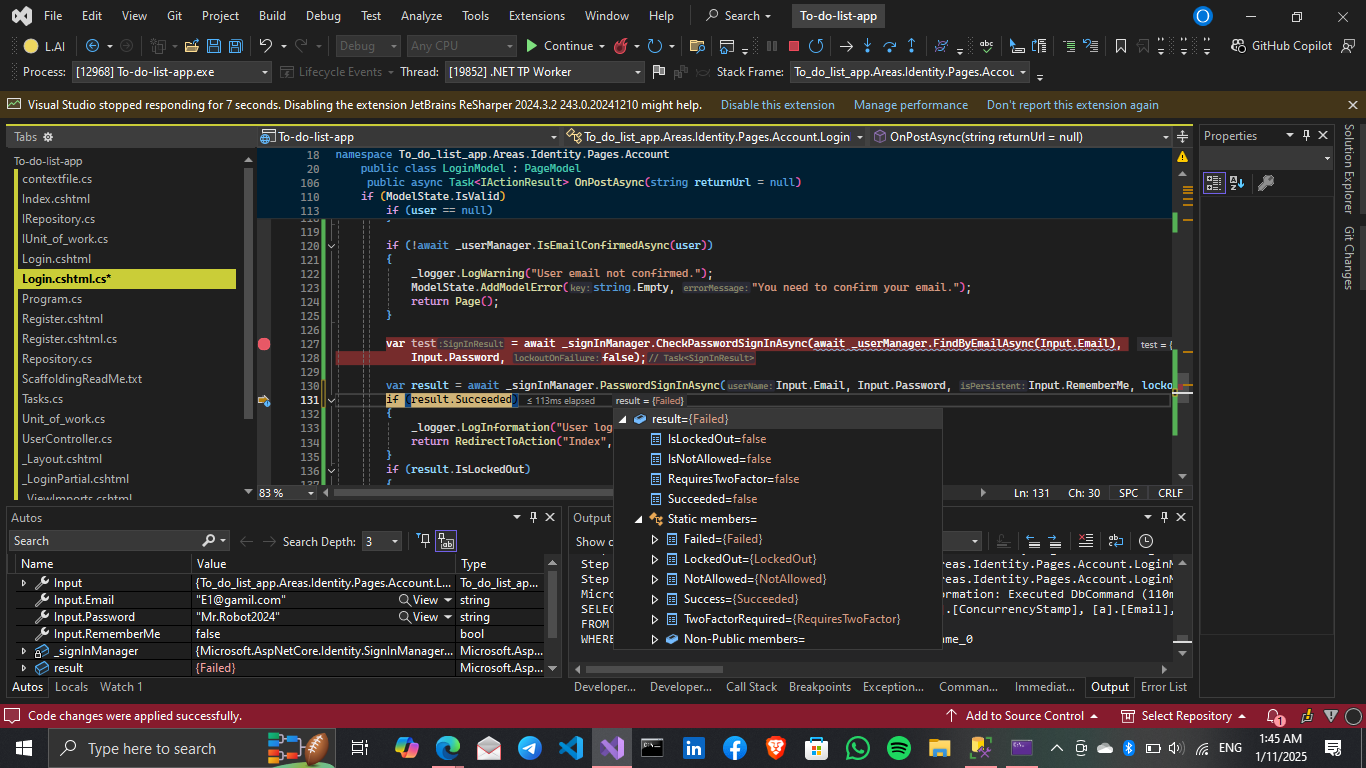 File Edit View Git Project Build Debug Test Analyze Tools Extensions Window Help Search To-do-list-app O
L.AI Debug Any CPU Continue GitHub Copilot
Process: [12968] To-do-list-app.exe Lifecycle Events Thread: [19852] .NET TP Worker Stack Frame: To_do_list_app.Areas.Identity.Pages.Accou
Visual Studio stopped responding for 7 seconds. Disabling the extension JetBrains ReSharper 2024.3.2 243.0.20241210 might help. Disable this extension Manage performance Don't report this extension again
Tabs
To-do-list-app
contextfile.cs
Index.cshtml
IRepository.cs
IUnit_of_work.cs
Login.cshtml
Login.cshtml.cs*
Program.cs
Register.cshtml
Register.cshtml.cs
Repository.cs
ScaffoldingReadMe.txt
Tasks.cs
Unit_of_work.cs
UserController.cs
_Layout.cshtml
_LoginPartial.cshtml
_ViewImports.cshtml
To-do-list-app To_do_list_app.Areas.Identity.Pages.Account.Login OnPostAsync(string returnUrl = null)
18 namespace To_do_list_app.Areas.Identity.Pages.Account
20 public class LoginModel : PageModel
106 public async Task<IActionResult> OnPostAsync(string returnUrl = null)
110 if (ModelState.IsValid)
113 if (user == null)
118 }
119
120 if (!await _userManager.IsEmailConfirmedAsync(user))
121 {
122 _logger.LogWarning("User email not confirmed.");
123 ModelState.AddModelError(key: string.Empty, errorMessage: "You need to confirm your email.");
124 return Page();
125 }
126
127 var test :SignInResult = await _signInManager.CheckPasswordSignInAsync(await _userManager.FindByEmailAsync(Input.Email), test = {
128 Input.Password, lockoutOnFailure: false); // Task<SignInResult>
130 var result = await _signInManager.PasswordSignInAsync(userName: Input.Email, Input.Password, isPersistent: Input.RememberMe, locko
131 if (result.Succeeded) ≤ 113ms elapsed result = {Failed}
132 {
133 _logger.LogInformation("User log
134 return RedirectToAction("Index",
135 }
136 if (result.IsLockedOut)
137 {
result={Failed}
IsLockedOut=false
IsNotAllowed=false
RequiresTwoFactor=false
Succeeded=false
Static members=
Failed={Failed}
LockedOut={LockedOut}
NotAllowed={NotAllowed}
Success={Succeeded}
TwoFactorRequired={RequiresTwoFactor}
Non-Public members=
83 % Ln: 131 Ch: 30 SPC CRLF
Properties
Solution Explorer
Git Changes
Autos
Search Search Depth: 3
Name Value Type
Input {To_do_list_app.Areas.Identity.Pages.Account.L... To_do_list_ap...
Input.Email "E1@gamil.com" View string
Input.Password "Mr.Robot2024" View string
Input.RememberMe false bool
_signInManager {Microsoft.AspNetCore.Identity.SignInManager... Microsoft.Asp...
result {Failed} Microsoft.Asp...
Autos Locals Watch 1
Output
Show o
Step reas.Identity.Pages.Account.LoginM
Step reas.Identity.Pages.Account.LoginM
Micro ormation: Executed DbCommand (110m
SELEC .[ConcurrencyStamp], [a].[Email],
FROM
WHERE ame_0
Developer... Developer... Call Stack Breakpoints Exception... Comman... Immediat... Output Error List
Code changes were applied successfully. Add to Source Control Select Repository 1
Type here to search ENG 1:45 AM 1/11/2025